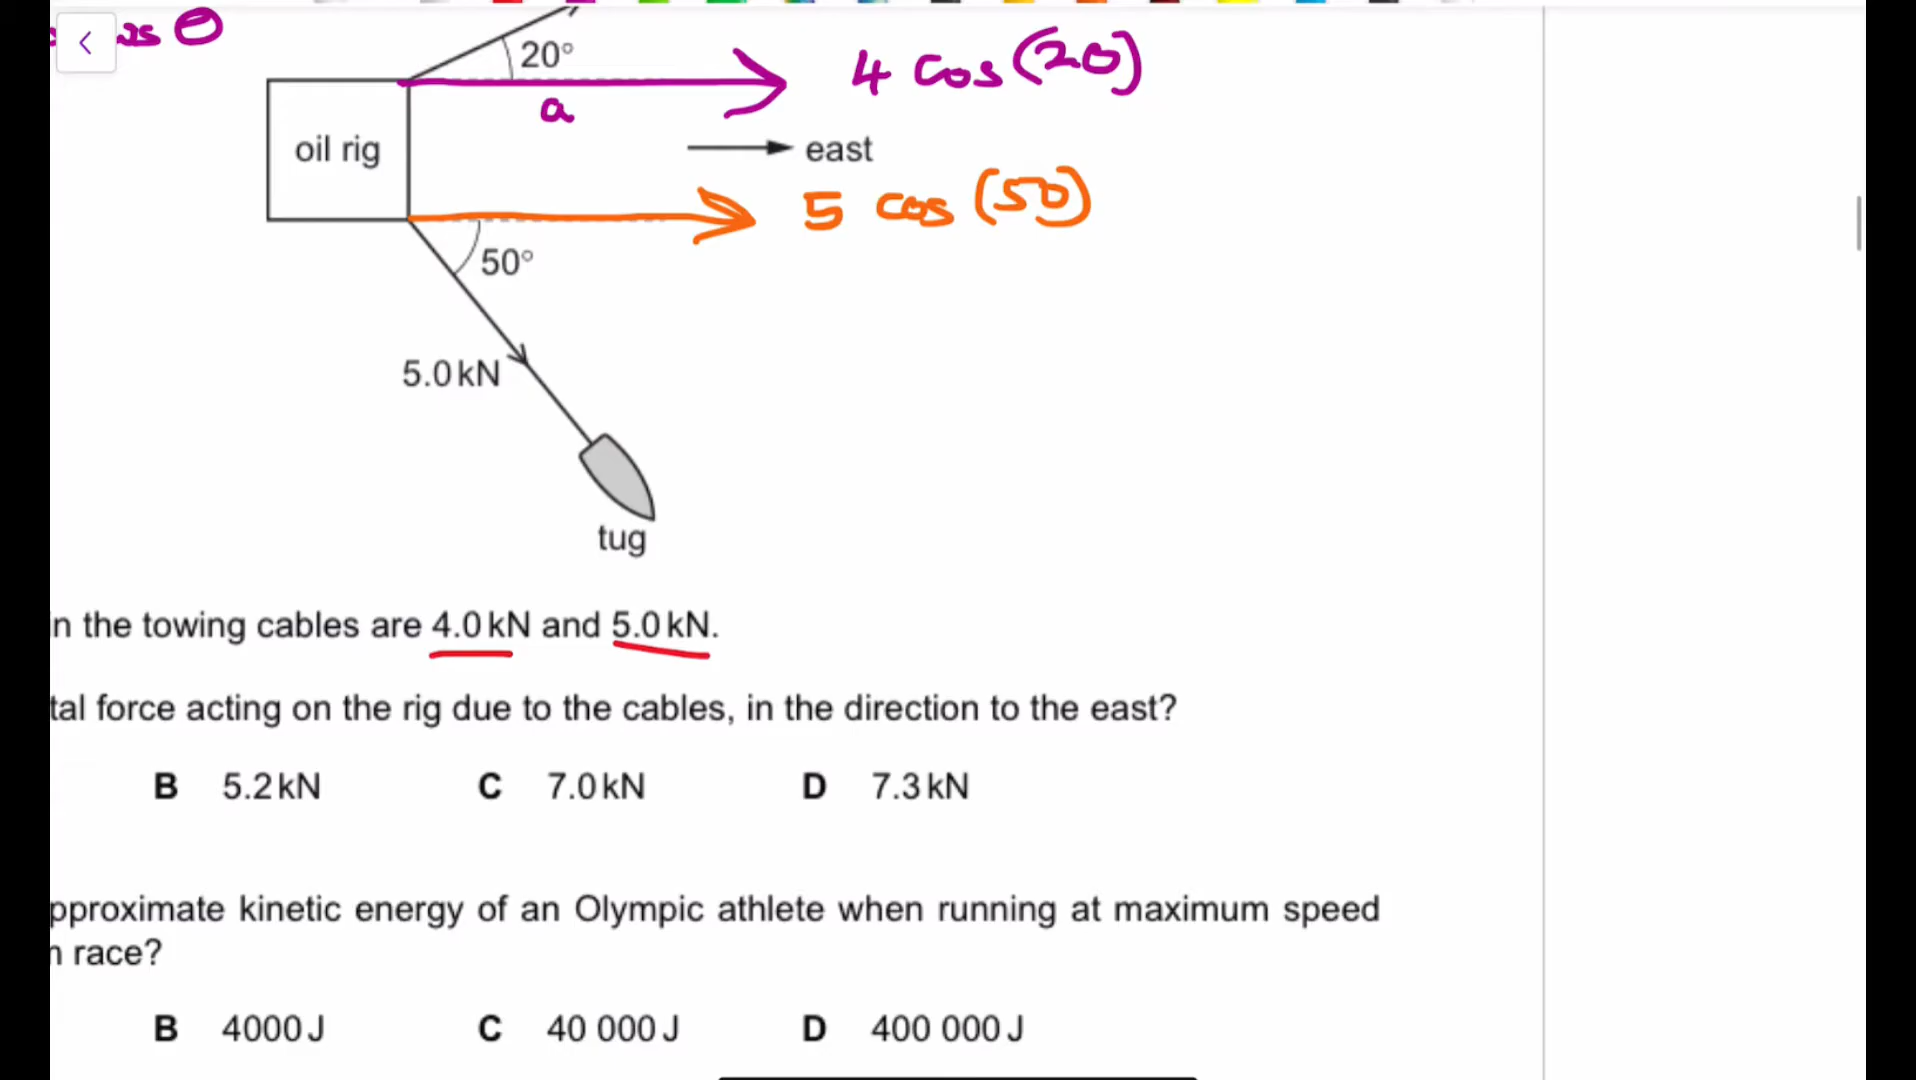 θ
20°
4 cos(20)
a
oil rig
east
5 cos (50)
50°
5.0 kN
tug
the towing cables are 4.0 kN and 5.0 kN.
force acting on the rig due to the cables, in the direction to the east?
B 5.2 kN C 7.0 kN D 7.3 kN
kinetic energy of an Olympic athlete when running at maximum speed
race?
B 4000 J C 40 000 J D 400 000 J